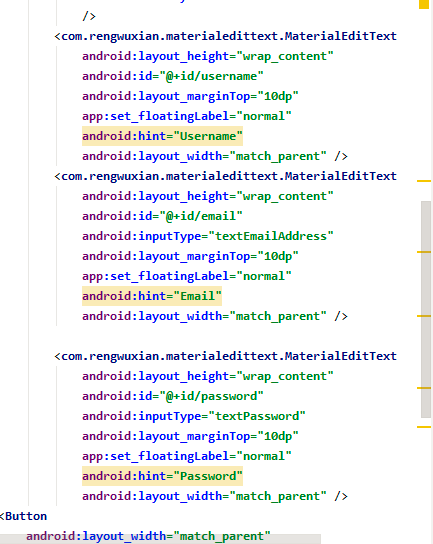 />
<com.rengwuxian.materialedittext.MaterialEditText
android:layout_height="wrap_content"
android:id="@+id/username"
android:layout_marginTop="10dp"
app:set_floatingLabel="normal"
android:hint="Username"
android:layout_width="match_parent" />
<com.rengwuxian.materialedittext.MaterialEditText
android:layout_height="wrap_content"
android:id="@+id/email"
android:inputType="textEmailAddress"
android:layout_marginTop="10dp"
app:set_floatingLabel="normal"
android:hint="Email"
android:layout_width="match_parent" />
<com.rengwuxian.materialedittext.MaterialEditText
android:layout_height="wrap_content"
android:id="@+id/password"
android:inputType="textPassword"
android:layout_marginTop="10dp"
app:set_floatingLabel="normal"
android:hint="Password"
android:layout_width="match_parent" />
<Button
android:layout_width="match_parent"